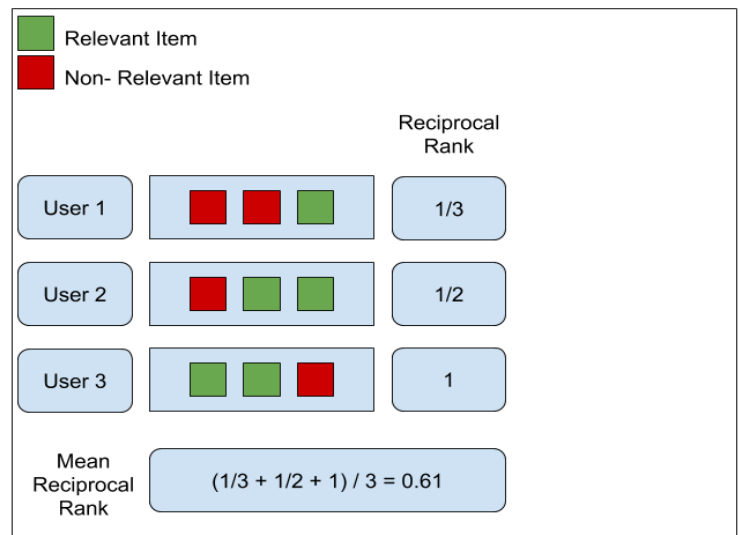 Relevant Item
Non- Relevant Item
Reciprocal
Rank
User 1
1/3
User 2
1/2
User 3
1
Mean
Reciprocal
Rank
(1/3 + 1/2 + 1) / 3 = 0.61